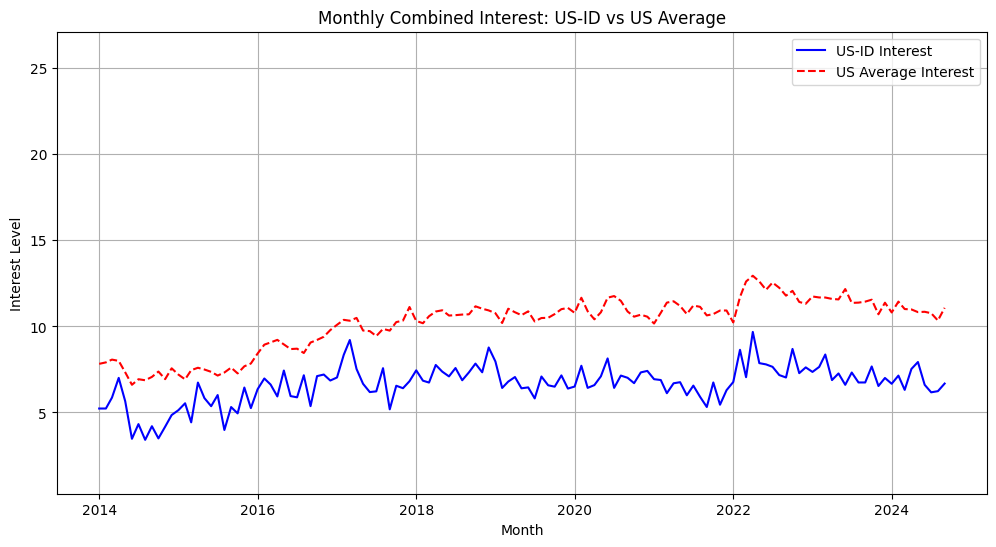 Monthly Combined Interest: US-ID vs US Average
US-ID Interest
US Average Interest
25
20
15
10
5
Interest Level
2014
2016
2018
2020
2022
2024
Month